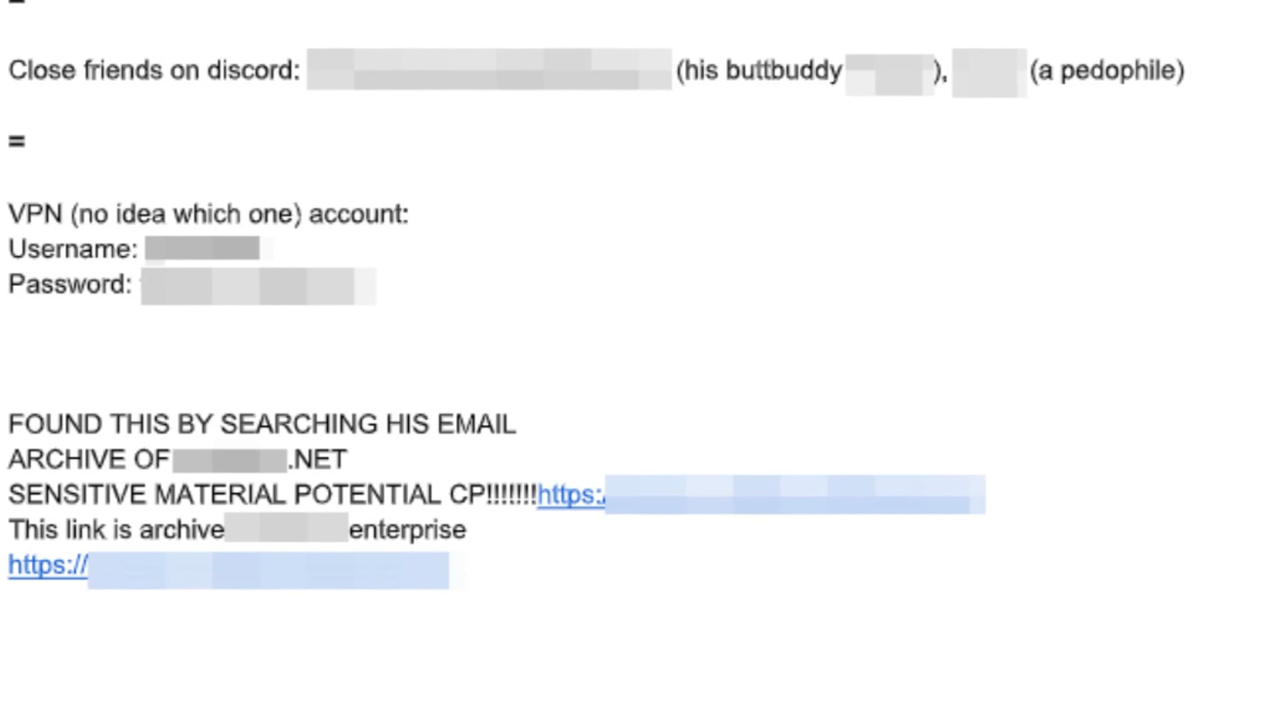 =
Close friends on discord: (his buttbuddy ), (a pedophile)
=
VPN (no idea which one) account:
Username:
Password:
FOUND THIS BY SEARCHING HIS EMAIL
ARCHIVE OF .NET
SENSITIVE MATERIAL POTENTIAL CP!!!!!!!https:/
This link is archive enterprise
https://